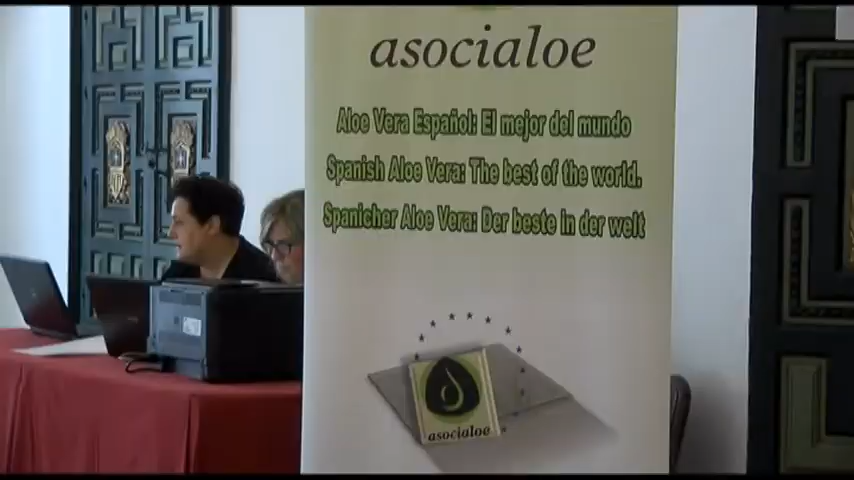 asocialoe
Aloe Vera Español: El mejor del mundo
Spanish Aloe Vera: The best of the world.
Spanicher Aloe Vera: Der beste in der welt
asocialoe